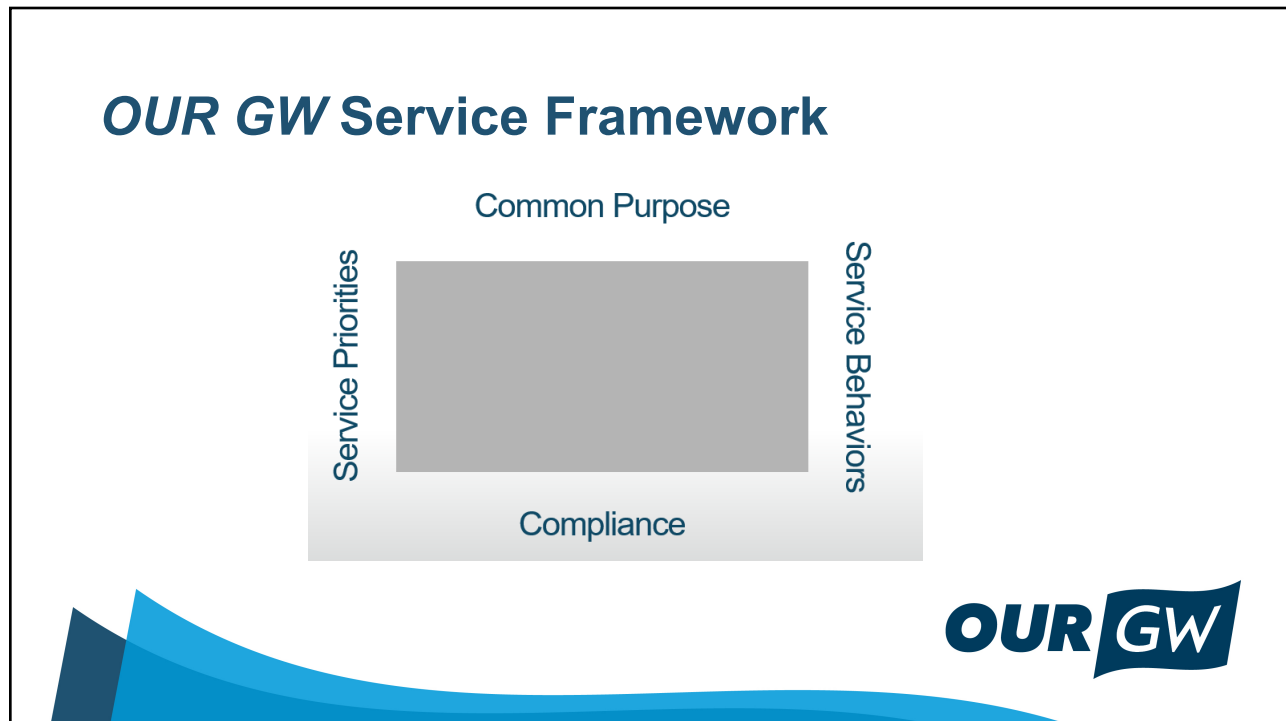 OUR GW Service Framework
Common Purpose
Service Priorities
Service Behaviors
Compliance
OUR GW